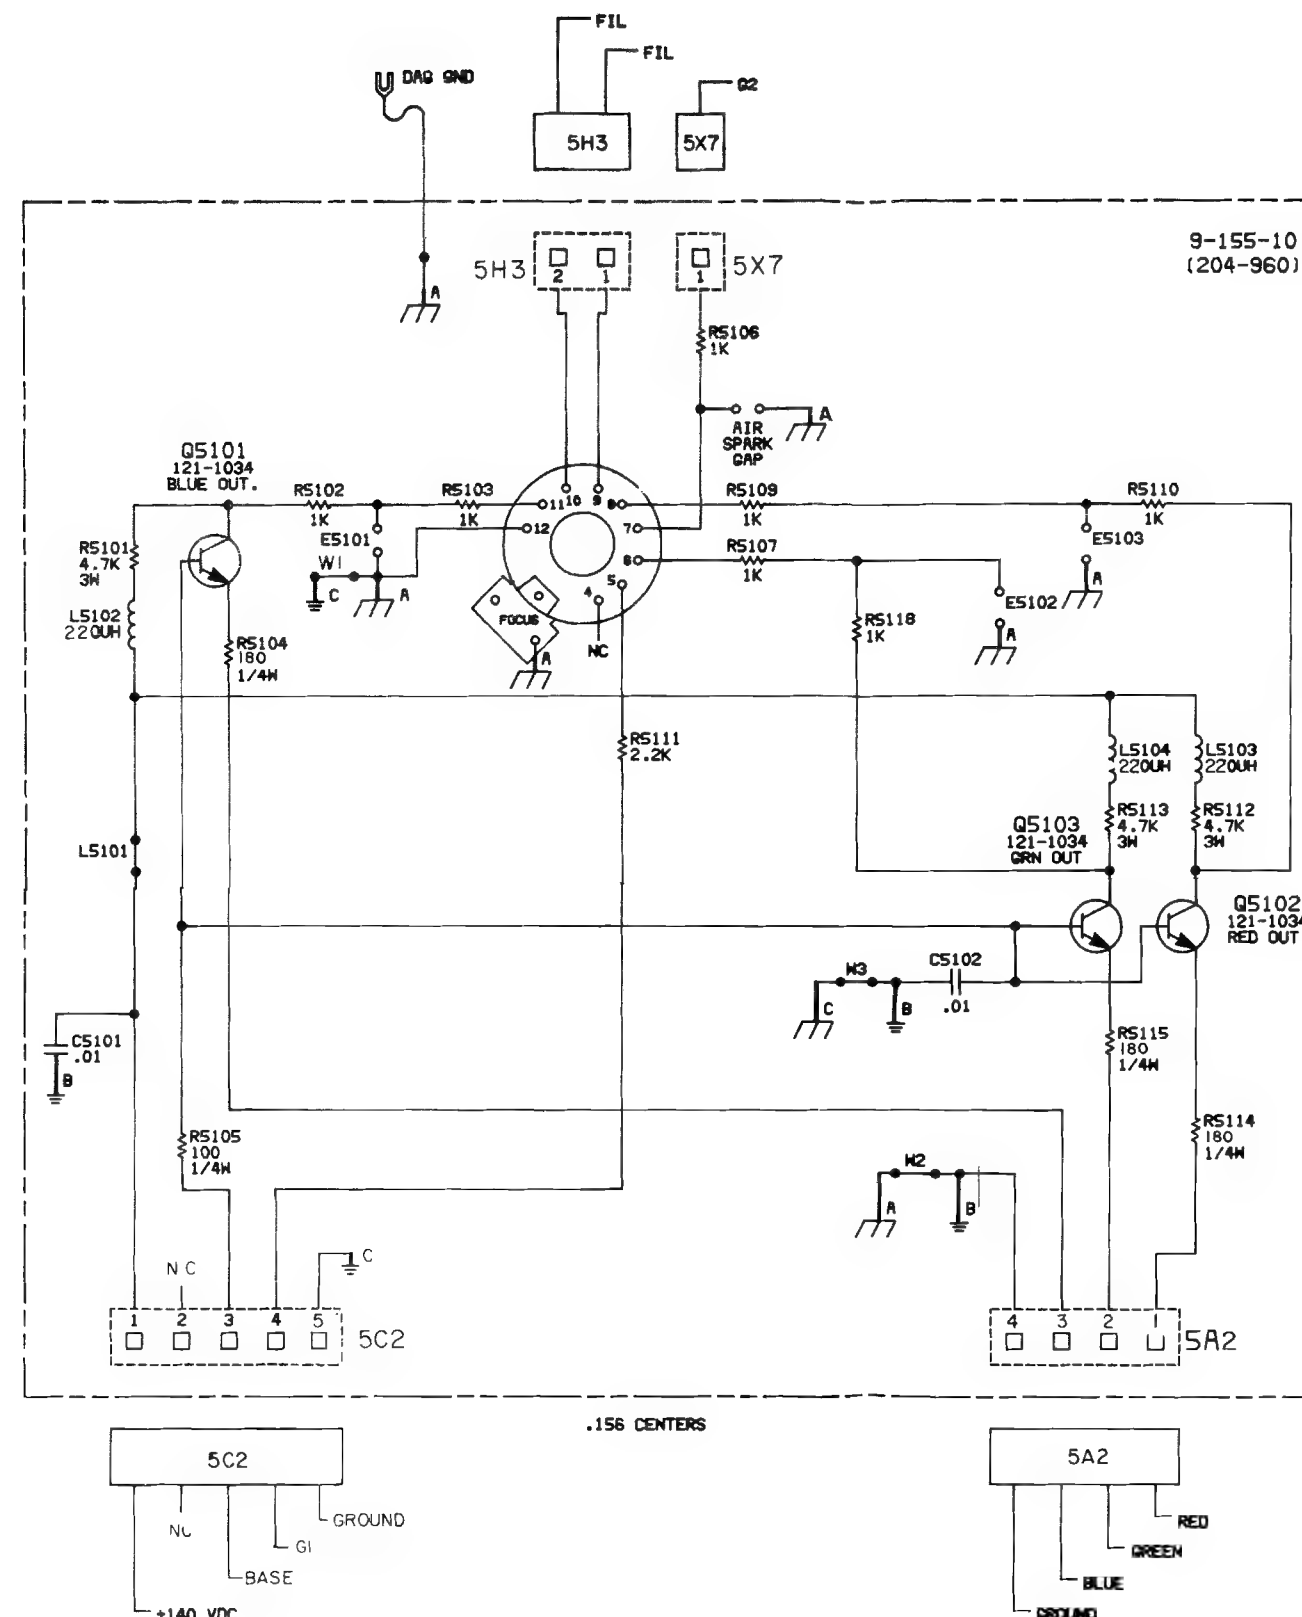 FIL
FIL
DAG GND
G2
5H3
5X7
9-155-10
(204-960)
5H3
2
1
1
5X7
A
R5106
1K
A
AIR
SPARK
GAP
Q5101
121-1034
BLUE OUT.
R5102
1K
R5103
1K
11
10
9
8
R5109
1K
R5110
1K
E5101
12
7
E5103
R5101
4.7K
3W
W1
C
A
6
R5107
1K
A
5
4
L5102
220UH
FOCUS
E5102
R5118
1K
R5104
180
1/4W
NC
A
A
R5111
2.2K
L5104
220UH
L5103
220UH
Q5103
121-1034
GRN OUT
R5113
4.7K
3W
R5112
4.7K
3W
L5101
Q5102
121-1034
RED OUT
W3
C5102
.01
C
B
C5101
.01
B
R5115
180
1/4W
R5105
100
1/4W
R5114
180
1/4W
W2
A
B
NC
C
1
2
3
4
5
5C2
4
3
2
1
5A2
.156 CENTERS
5C2
5A2
NC
GROUND
G1
BASE
+140 VDC
RED
GREEN
BLUE
GROUND